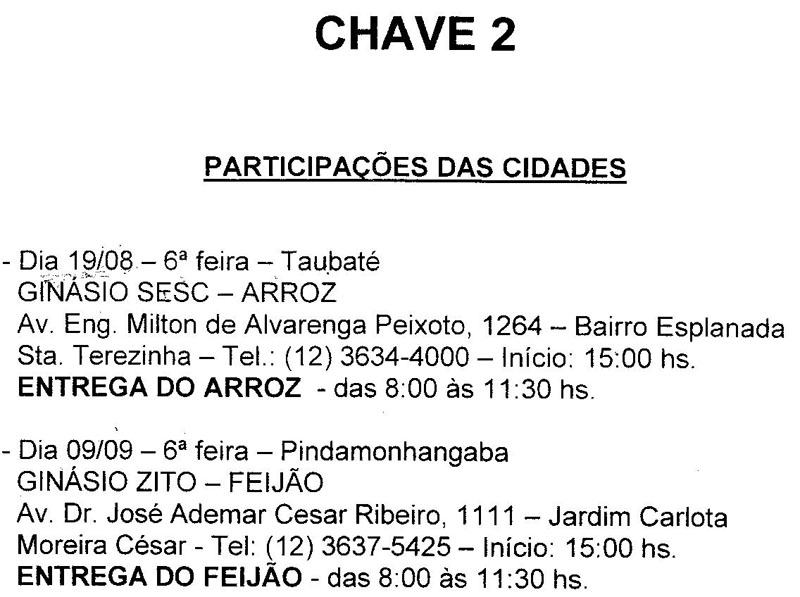 CHAVE 2
PARTICIPAÇÕES DAS CIDADES
- Dia 19/08 – 6ª feira – Taubaté
GINÁSIO SESC – ARROZ
Av. Eng. Milton de Alvarenga Peixoto, 1264 – Bairro Esplanada
Sta. Terezinha – Tel.: (12) 3634-4000 – Início: 15:00 hs.
ENTREGA DO ARROZ - das 8:00 às 11:30 hs.
- Dia 09/09 – 6ª feira – Pindamonhangaba
GINÁSIO ZITO – FEIJÃO
Av. Dr. José Ademar Cesar Ribeiro, 1111 – Jardim Carlota
Moreira César - Tel: (12) 3637-5425 – Início: 15:00 hs.
ENTREGA DO FEIJÃO - das 8:00 às 11:30 hs.